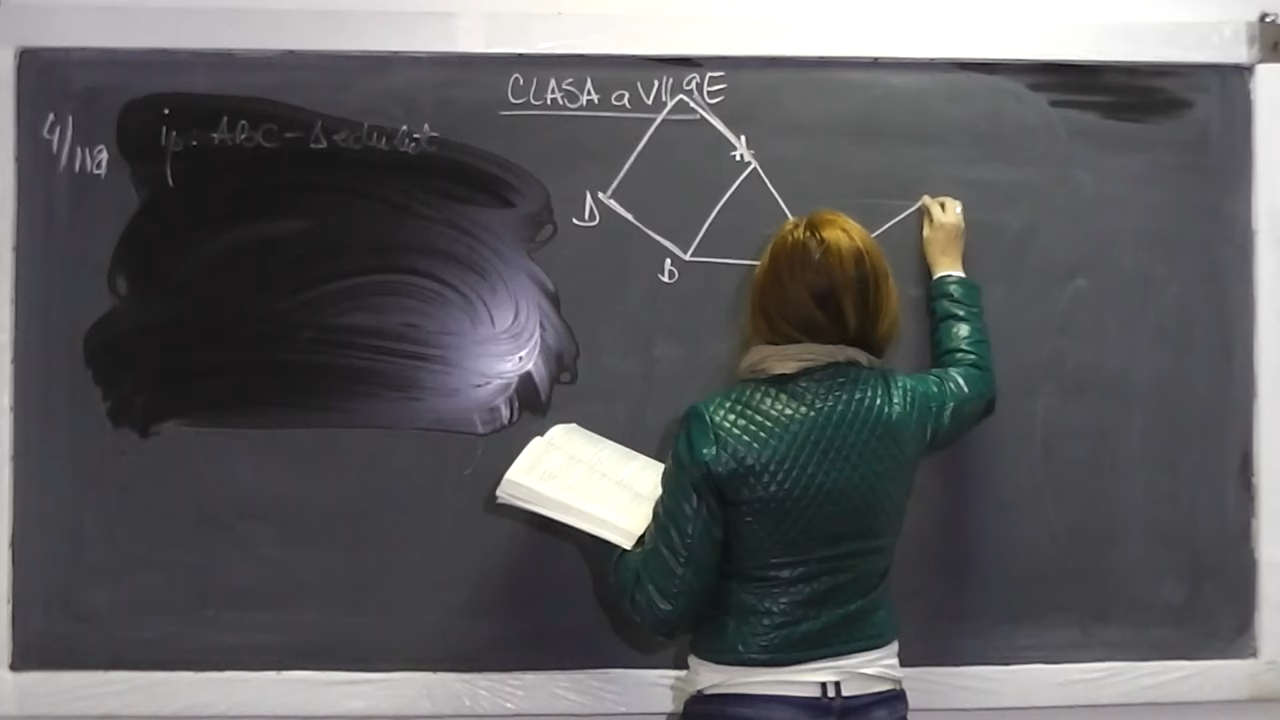 CLASA a VII a E
4/118
ip: ABC - Δ echilat
A
D
B